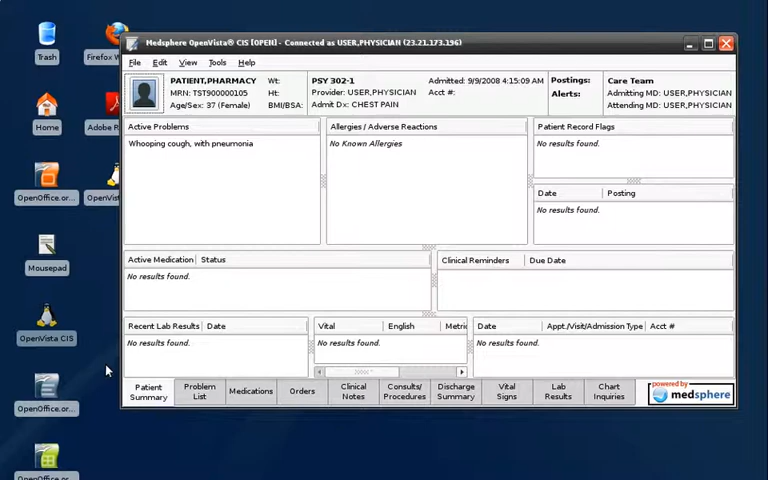 Medsphere OpenVista® CIS [OPEN] - Connected as USER,PHYSICIAN (23.21.173.196)
File Edit View Tools Help
PATIENT,PHARMACY Wt: PSY 302-1 Admitted: 9/9/2008 4:15:09 AM Postings: Care Team
MRN: TST900000105 Ht: Provider: USER,PHYSICIAN Acct #: Alerts: Admitting MD: USER,PHYSICIAN
Age/Sex: 37 (Female) BMI/BSA: Admit Dx: CHEST PAIN Attending MD: USER,PHYSICIAN
Active Problems Allergies / Adverse Reactions Patient Record Flags
Whooping cough, with pneumonia No Known Allergies No results found.
Date Posting
No results found.
Active Medication Status Clinical Reminders Due Date
No results found.
Recent Lab Results Date Vital English Metric Date Appt./Visit/Admission Type Acct #
No results found. No results found. No results found.
Patient Summary
Problem List
Medications
Orders
Clinical Notes
Consults/ Procedures
Discharge Summary
Vital Signs
Lab Results
Chart Inquiries
powered by
medsphere
Trash
Firefox W
Home
Adobe R
OpenOffice.or...
OpenVist
Mousepad
OpenVista CIS
OpenOffice.or...
OpenOffice.or...